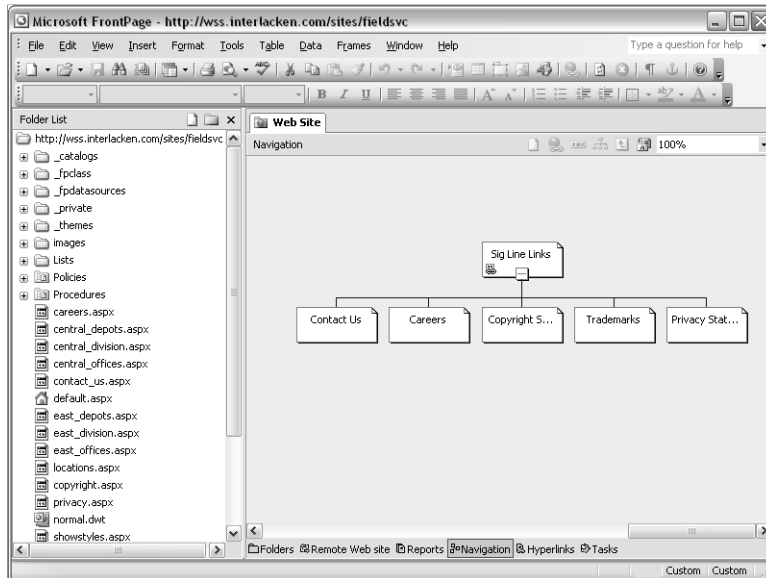 Microsoft FrontPage - http://wss.interlacken.com/sites/fieldsvc
File Edit View Insert Format Tools Table Data Frames Window Help
Type a question for help
B I U
Folder List
Web Site
http://wss.interlacken.com/sites/fieldsvc
Navigation
100%
_catalogs
_fpclass
_fpdatasources
_private
_themes
images
Lists
Policies
Procedures
careers.aspx
central_depots.aspx
central_division.aspx
central_offices.aspx
contact_us.aspx
default.aspx
east_depots.aspx
east_division.aspx
east_offices.aspx
locations.aspx
copyright.aspx
privacy.aspx
normal.dwt
showstyles.aspx
Sig Line Links
Contact Us
Careers
Copyright S...
Trademarks
Privacy Stat...
Folders Remote Web site Reports Navigation Hyperlinks Tasks
Custom Custom